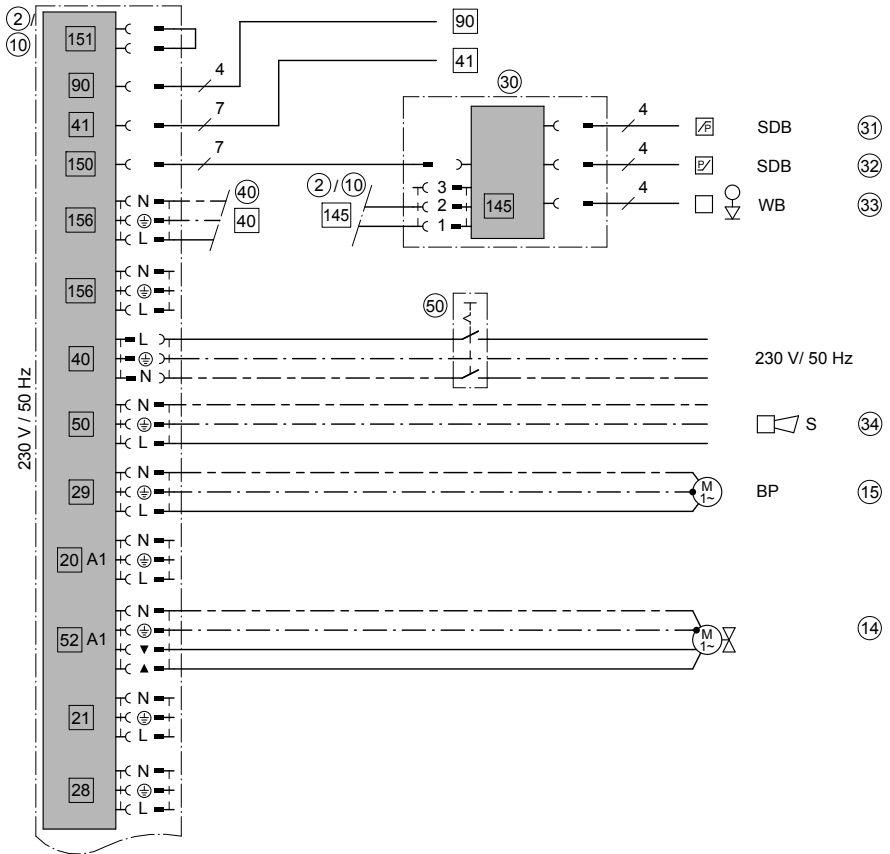 2 /
10
151
90
4
90
41
7
41
150
7
30
145
3
2
1
2 / 10
145
4
P
SDB
31
4
P
SDB
32
4
WB
33
156
N
L
40
40
156
N
L
50
40
L
N
230 V/ 50 Hz
230 V / 50 Hz
50
N
L
S
34
29
N
L
M
1~
BP
15
20 A1
N
L
52 A1
N
▼
▲
M
1~
14
21
N
L
28
N
L